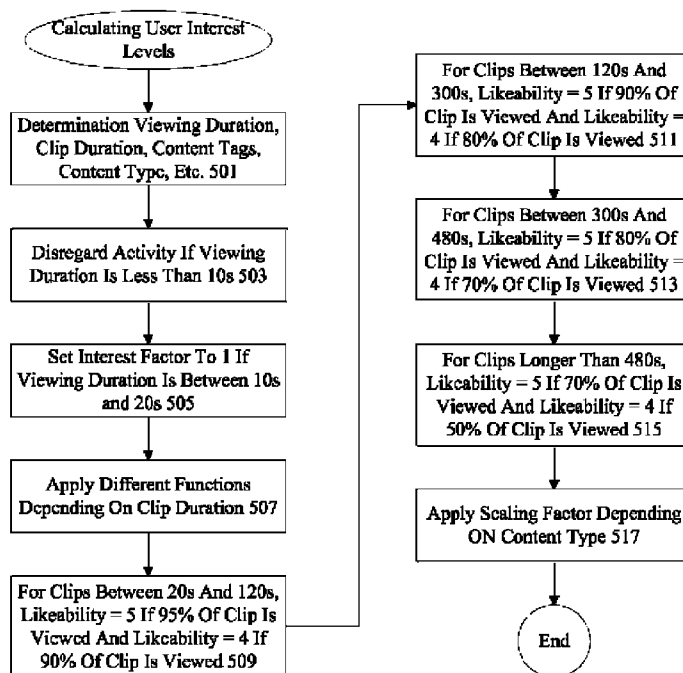 Calculating User Interest
Levels
Determination Viewing Duration,
Clip Duration, Content Tags,
Content Type, Etc. 501
Disregard Activity If Viewing
Duration Is Less Than 10s 503
Set Interest Factor To 1 If
Viewing Duration Is Between 10s
and 20s 505
Apply Different Functions
Depending On Clip Duration 507
For Clips Between 20s And 120s,
Likeability = 5 If 95% Of Clip Is
Viewed And Likeability = 4 If
90% Of Clip Is Viewed 509
For Clips Between 120s And
300s, Likeability = 5 If 90% Of
Clip Is Viewed And Likeability =
4 If 80% Of Clip Is Viewed 511
For Clips Between 300s And
480s, Likeability = 5 If 80% Of
Clip Is Viewed And Likeability =
4 If 70% Of Clip Is Viewed 513
For Clips Longer Than 480s,
Likeability = 5 If 70% Of Clip Is
Viewed And Likeability = 4 If
50% Of Clip Is Viewed 515
Apply Scaling Factor Depending
ON Content Type 517
End